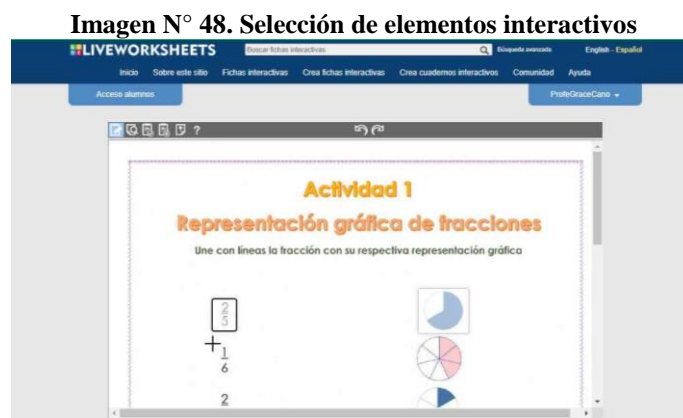 Imagen N° 48. Selección de elementos interactivos
LIVEWORKSHEETS
Buscar fichas interactivas
Búsqueda avanzada
English - Español
Inicio Sobre este sitio Fichas interactivas Crea fichas interactivas Crea cuadernos interactivos Comunidad Ayuda
Acceso alumnos
ProfeGraceCano
?
Actividad 1
Representación gráfica de fracciones
Une con líneas la fracción con su respectiva representación gráfica
2
5
1
6
2